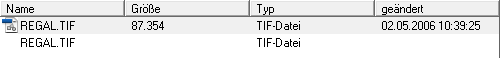 Name Größe Typ geändert
REGAL.TIF 87.354 TIF-Datei 02.05.2006 10:39:25
REGAL.TIF TIF-Datei